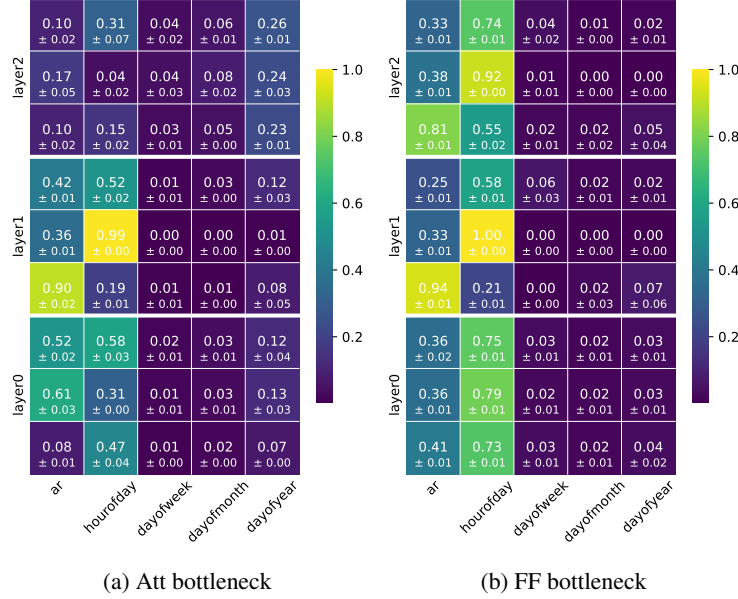 0.10 0.31 0.04 0.06 0.26
± 0.02 ± 0.07 ± 0.02 ± 0.01 ± 0.01
0.17 0.04 0.04 0.08 0.24
± 0.05 ± 0.02 ± 0.03 ± 0.02 ± 0.03
0.10 0.15 0.03 0.05 0.23
± 0.02 ± 0.02 ± 0.01 ± 0.00 ± 0.01
layer2
0.42 0.52 0.01 0.03 0.12
± 0.01 ± 0.02 ± 0.01 ± 0.00 ± 0.03
0.36 0.99 0.00 0.00 0.01
± 0.01 ± 0.00 ± 0.00 ± 0.00 ± 0.00
0.90 0.19 0.01 0.01 0.08
± 0.02 ± 0.01 ± 0.01 ± 0.00 ± 0.05
layer1
0.52 0.58 0.02 0.03 0.12
± 0.02 ± 0.03 ± 0.01 ± 0.01 ± 0.04
0.61 0.31 0.01 0.03 0.13
± 0.03 ± 0.00 ± 0.01 ± 0.01 ± 0.03
0.08 0.47 0.01 0.02 0.07
± 0.01 ± 0.04 ± 0.00 ± 0.00 ± 0.00
layer0
ar
hourofday
dayofweek
dayofmonth
dayofyear
1.0
0.8
0.6
0.4
0.2
(a) Att bottleneck
0.33 0.74 0.04 0.01 0.02
± 0.01 ± 0.01 ± 0.02 ± 0.00 ± 0.01
0.38 0.92 0.01 0.00 0.00
± 0.01 ± 0.00 ± 0.01 ± 0.00 ± 0.00
0.81 0.55 0.02 0.02 0.05
± 0.01 ± 0.02 ± 0.01 ± 0.02 ± 0.04
layer2
0.25 0.58 0.06 0.02 0.02
± 0.01 ± 0.01 ± 0.03 ± 0.01 ± 0.01
0.33 1.00 0.00 0.00 0.00
± 0.01 ± 0.00 ± 0.00 ± 0.00 ± 0.00
0.94 0.21 0.00 0.02 0.07
± 0.01 ± 0.01 ± 0.00 ± 0.03 ± 0.06
layer1
0.36 0.75 0.03 0.02 0.03
± 0.02 ± 0.01 ± 0.01 ± 0.01 ± 0.01
0.36 0.79 0.02 0.02 0.03
± 0.01 ± 0.01 ± 0.01 ± 0.01 ± 0.01
0.41 0.73 0.03 0.02 0.04
± 0.01 ± 0.01 ± 0.01 ± 0.01 ± 0.02
layer0
ar
hourofday
dayofweek
dayofmonth
dayofyear
1.0
0.8
0.6
0.4
0.2
(b) FF bottleneck